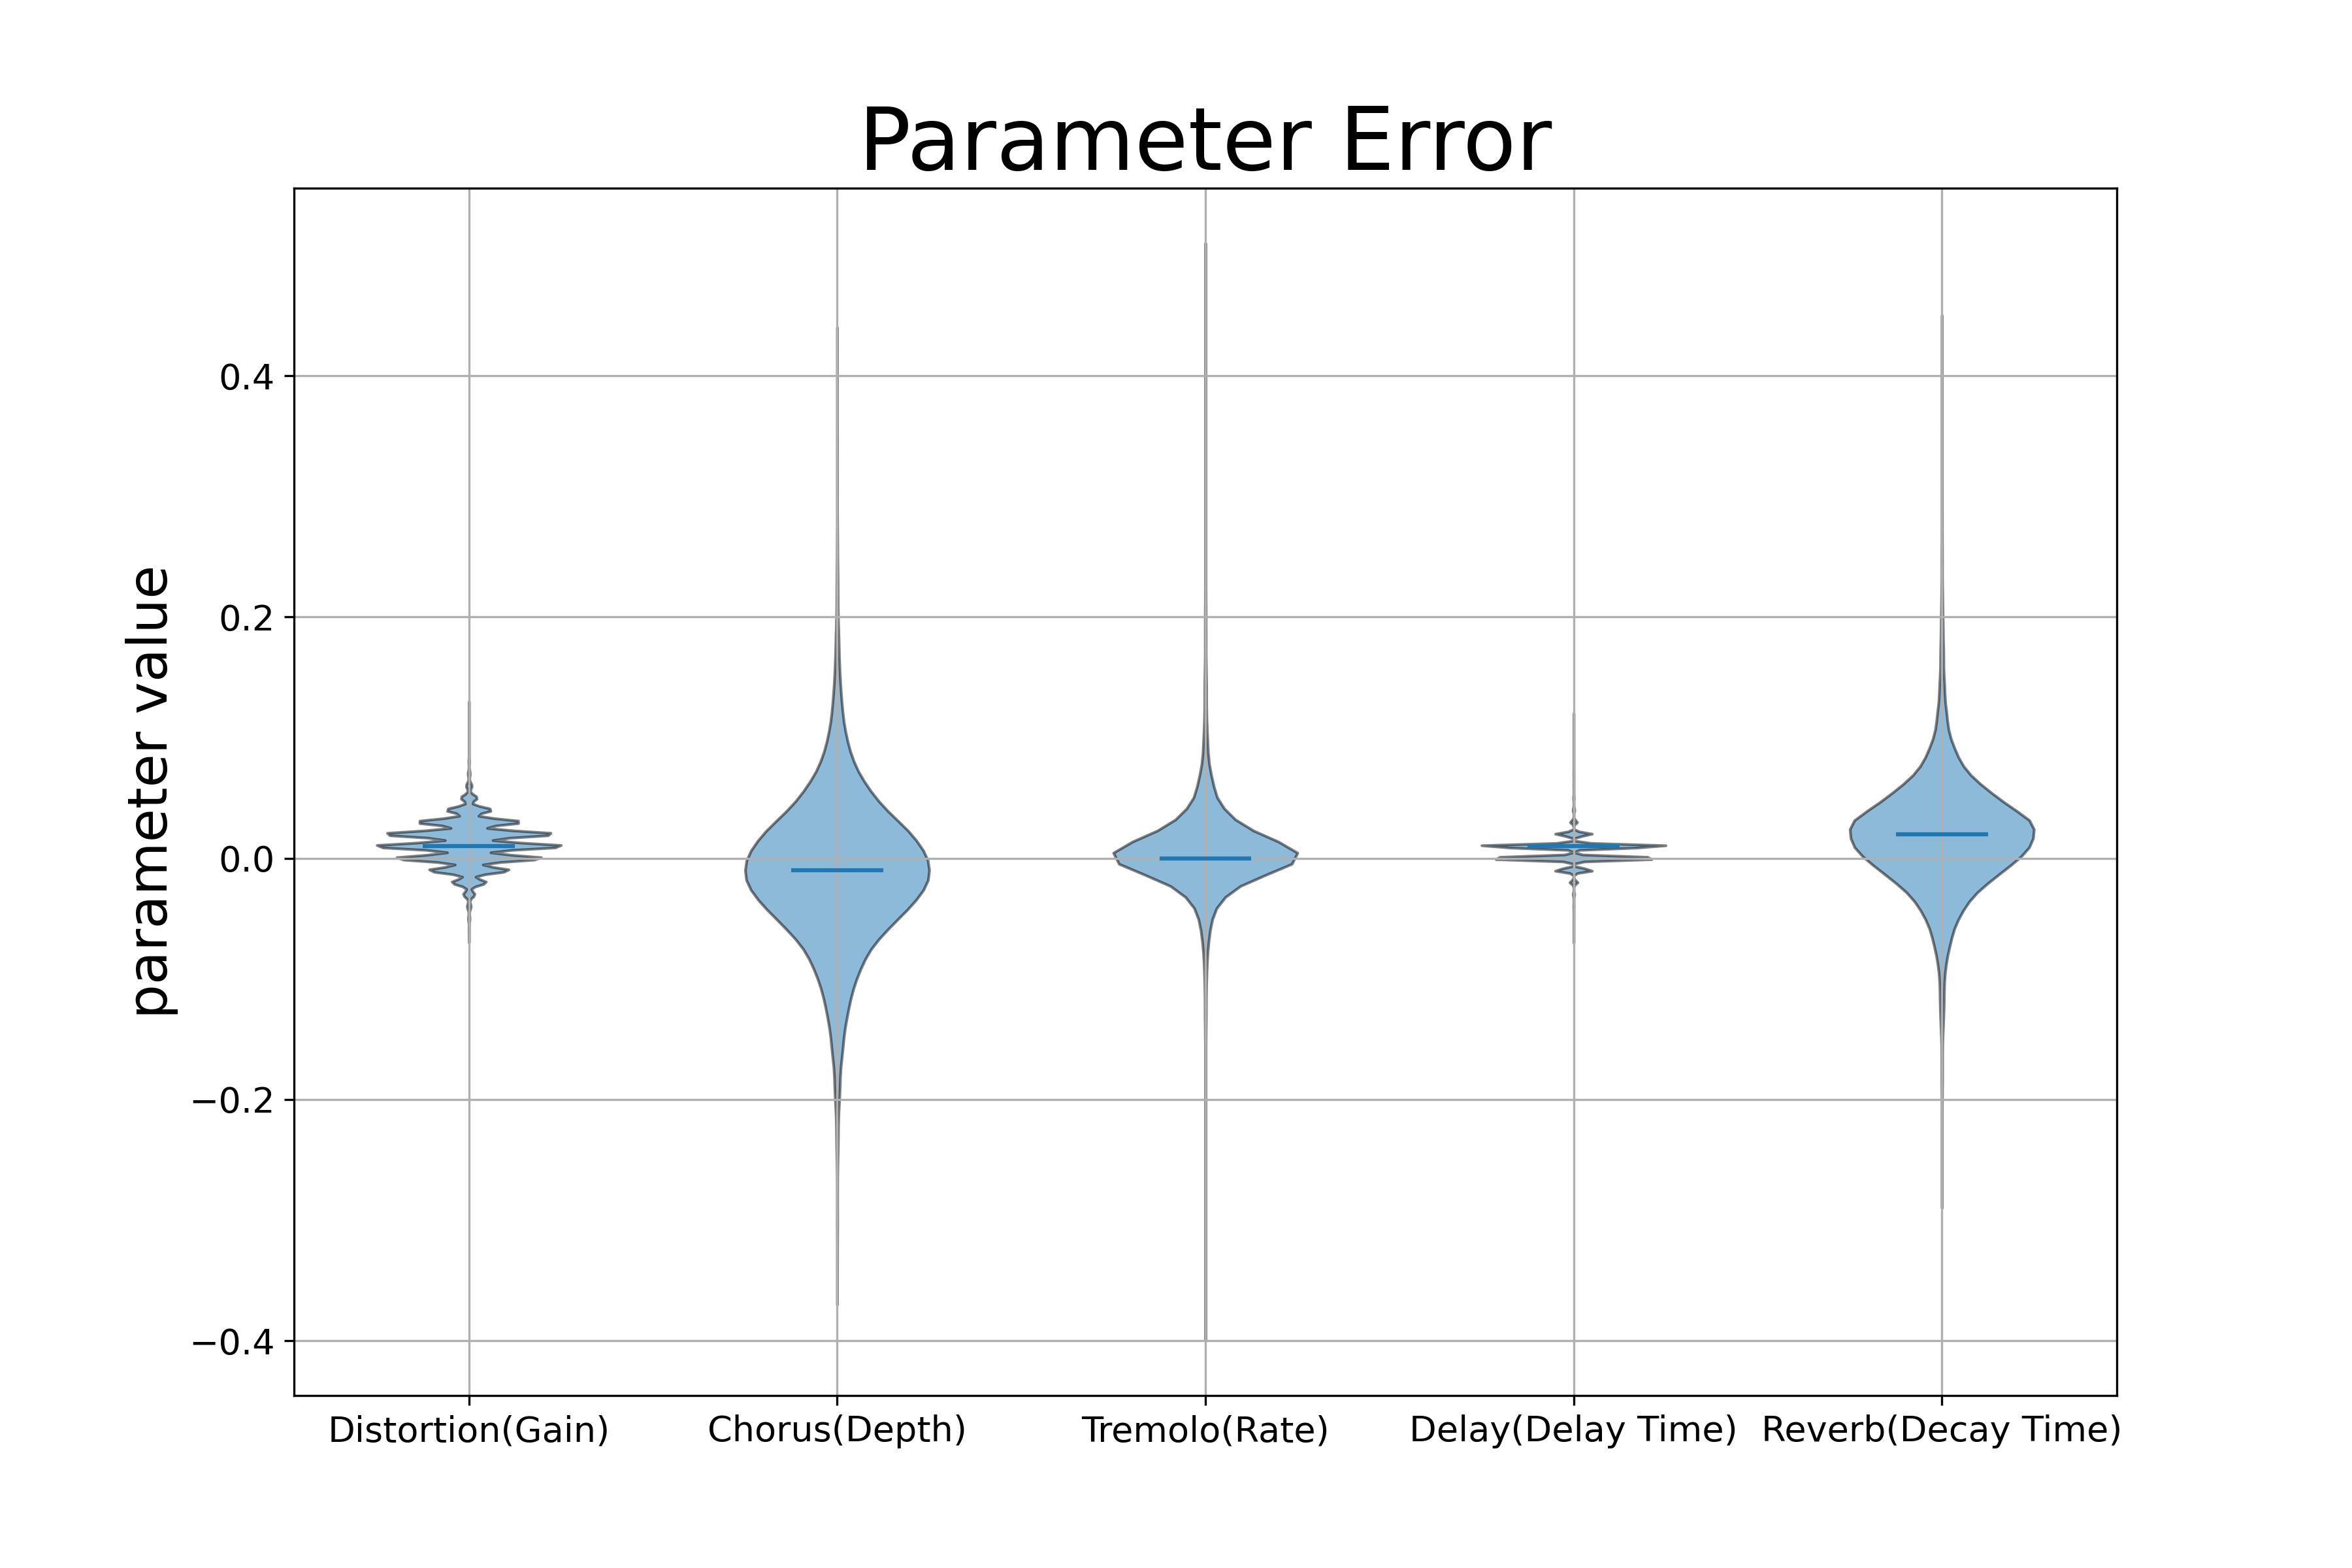 Parameter Error
parameter value
0.4
0.2
0.0
−0.2
−0.4
Distortion(Gain)
Chorus(Depth)
Tremolo(Rate)
Delay(Delay Time)
Reverb(Decay Time)